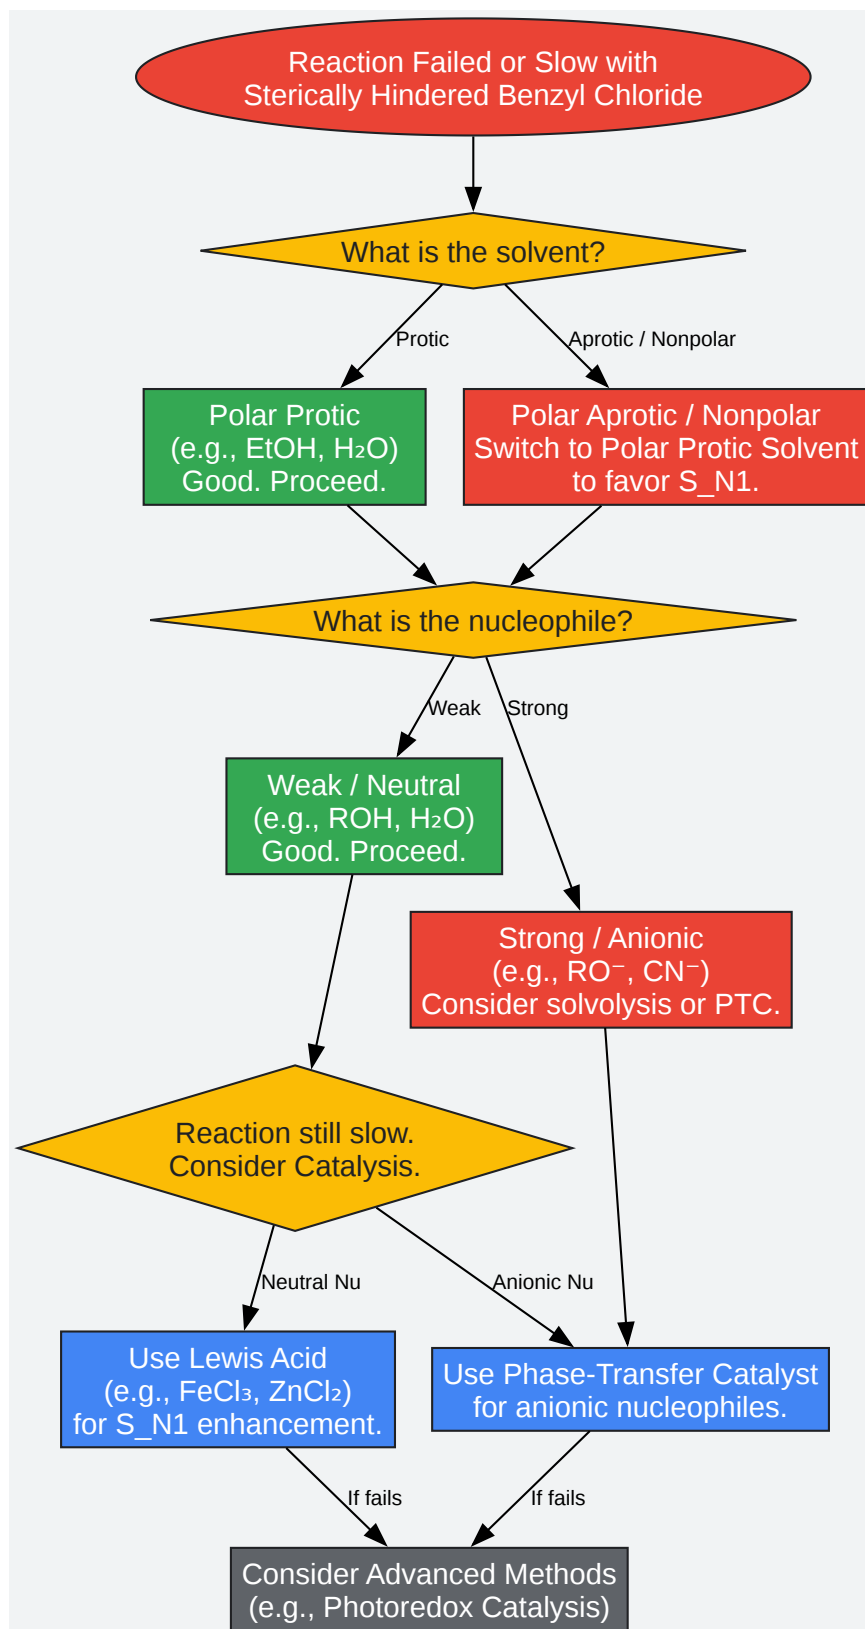 Reaction Failed or Slow with
Sterically Hindered Benzyl Chloride
What is the solvent?
Protic
Aprotic / Nonpolar
Polar Protic
(e.g., EtOH, H₂O)
Good. Proceed.
Polar Aprotic / Nonpolar
Switch to Polar Protic Solvent
to favor S_N1.
What is the nucleophile?
Weak
Strong
Weak / Neutral
(e.g., ROH, H₂O)
Good. Proceed.
Strong / Anionic
(e.g., RO⁻, CN⁻)
Consider solvolysis or PTC.
Reaction still slow.
Consider Catalysis.
Neutral Nu
Anionic Nu
Use Lewis Acid
(e.g., FeCl₃, ZnCl₂)
for S_N1 enhancement.
Use Phase-Transfer Catalyst
for anionic nucleophiles.
If fails
If fails
Consider Advanced Methods
(e.g., Photoredox Catalysis)